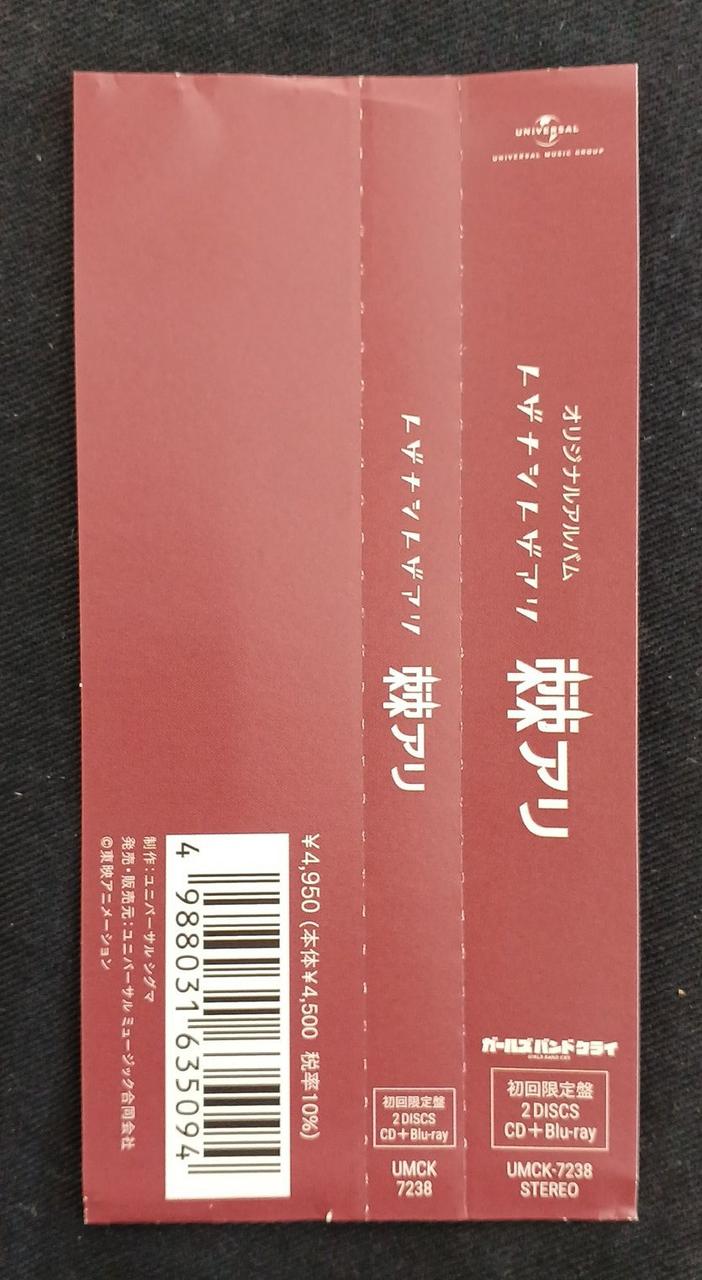 UNIVERSAL
UNIVERSAL MUSIC GROUP
オリジナルアルバム
トゲナシトゲアリ
棘アリ
ガールズバンドクライ
GIRLS BAND CRY
初回限定盤
2 DISCS
CD＋Blu-ray
UMCK-7238
STEREO
トゲナシトゲアリ
棘アリ
初回限定盤
2 DISCS
CD＋Blu-ray
UMCK
7238
¥4,950 (本体¥4,500 税率10%)
4 988031 635094
制作：ユニバーサル シグマ
発売・販売元：ユニバーサル ミュージック合同会社
©東映アニメーション